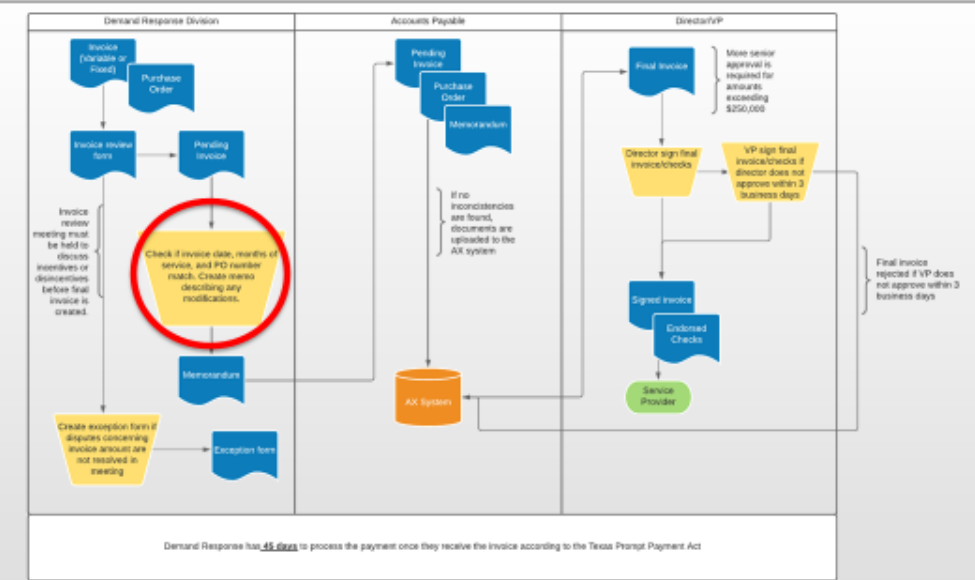 Demand Response Division
Accounts Payable
Director/VP
Invoice
(Variable or
Fixed)
Purchase
Order
Invoice review
form
Pending
Invoice
Invoice
review
meeting must
be held to
discuss
incentives or
disincentives
before final
invoice is
created.
Check if invoice date, months of
service, and PO number
match. Create memo
describing any
modifications.
Memorandum
Create exception form if
disputes concerning
invoice amount are
not resolved in
meeting
Exception form
Pending
Invoice
Purchase
Order
Memorandum
If no
inconcistencies
are found,
documents are
uploaded to the
AX system
AX System
Final Invoice
More senior
approval is
required for
amounts
exceeding
$250,000
Director sign final
invoice/checks
VP sign final
invoice/checks if
director does not
approve within 3
business days
Signed invoice
Endorsed
Checks
Service
Provider
Final invoice
rejected if VP does
not approve within 3
business days
Demand Response has 45 days to process the payment once they receive the invoice according to the Texas Prompt Payment Act